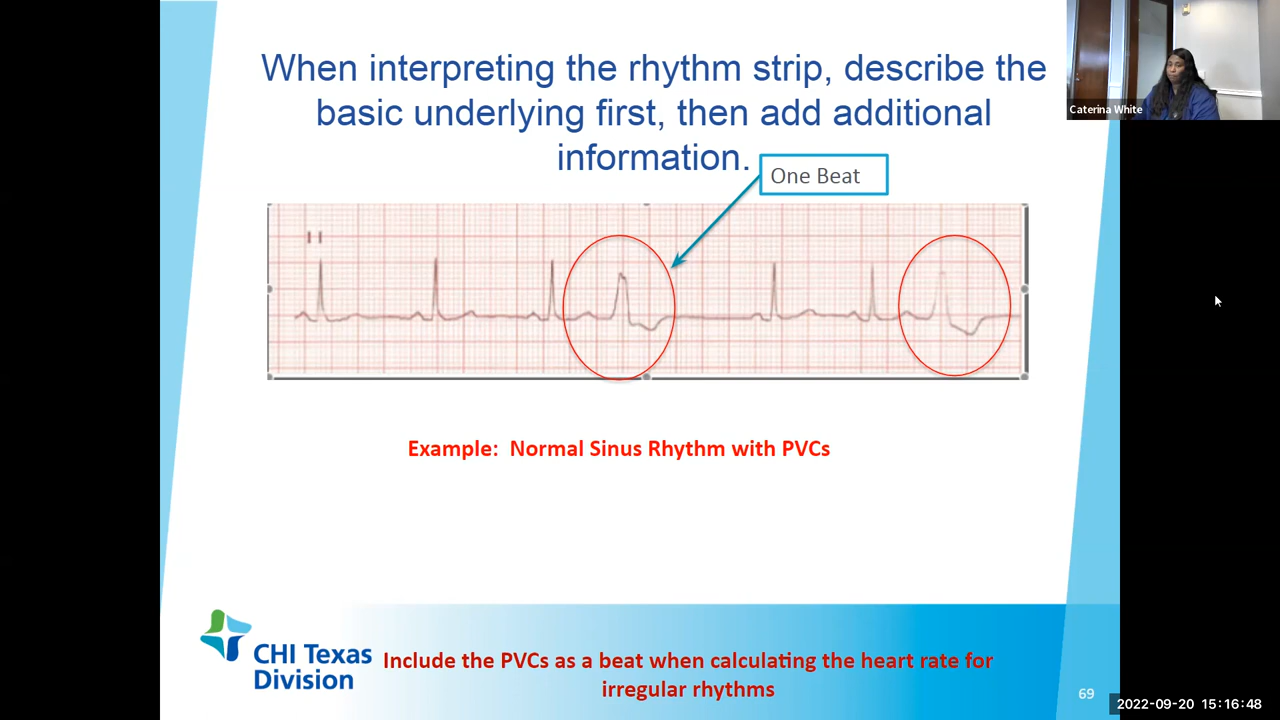 When interpreting the rhythm strip, describe the
basic underlying first, then add additional
information.
Caterina White
One Beat
II
Example:  Normal Sinus Rhythm with PVCs
CHI Texas
Division
Include the PVCs as a beat when calculating the heart rate for
irregular rhythms
69
2022-09-20 15:16:48